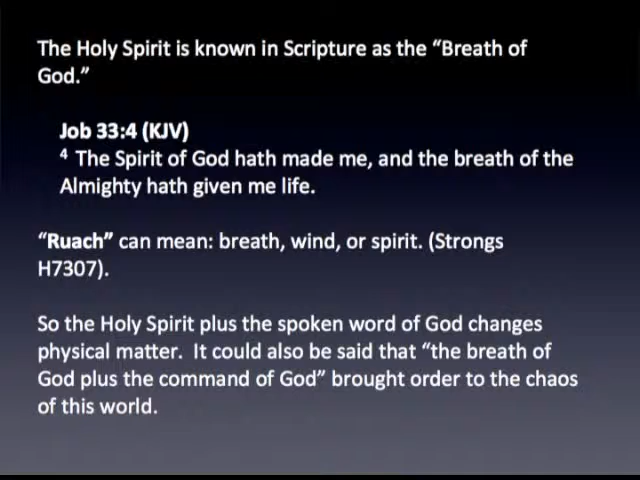 The Holy Spirit is known in Scripture as the “Breath of
God.”
Job 33:4 (KJV)
4 The Spirit of God hath made me, and the breath of the
Almighty hath given me life.
“Ruach” can mean: breath, wind, or spirit. (Strongs
H7307).
So the Holy Spirit plus the spoken word of God changes
physical matter.  It could also be said that “the breath of
God plus the command of God” brought order to the chaos
of this world.